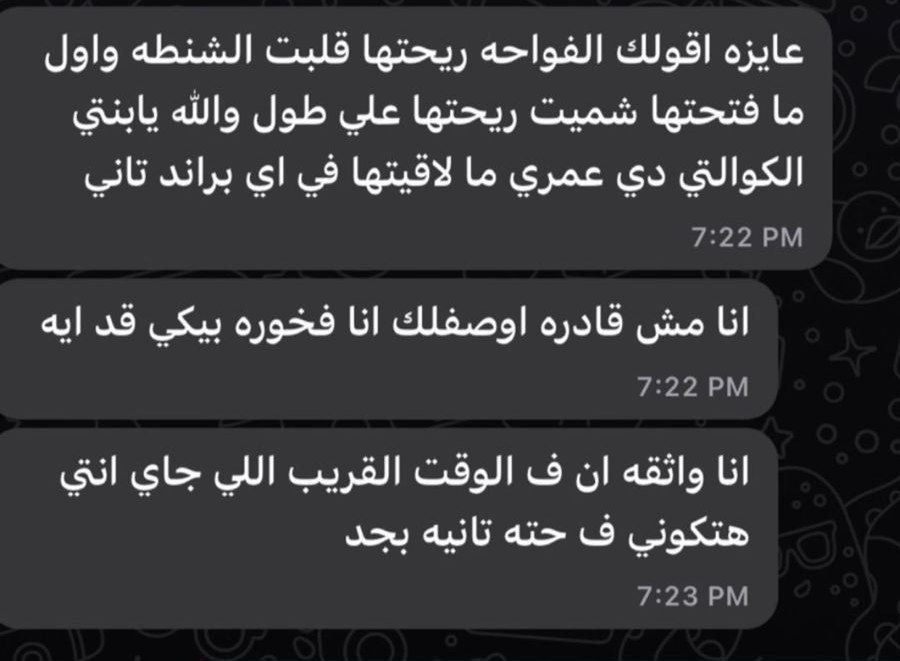 عايزه اقولك الفواحه ريحتها قلبت الشنطه واول
ما فتحتها شميت ريحتها علي طول والله يابنتي
الكوالتي دي عمري ما لاقيتها في اي براند تاني
7:22 PM
انا مش قادره اوصفلك انا فخوره بيكي قد ايه
7:22 PM
انا واثقه ان ف الوقت القريب اللي جاي انتي
هتكوني ف حته تانيه بجد
7:23 PM